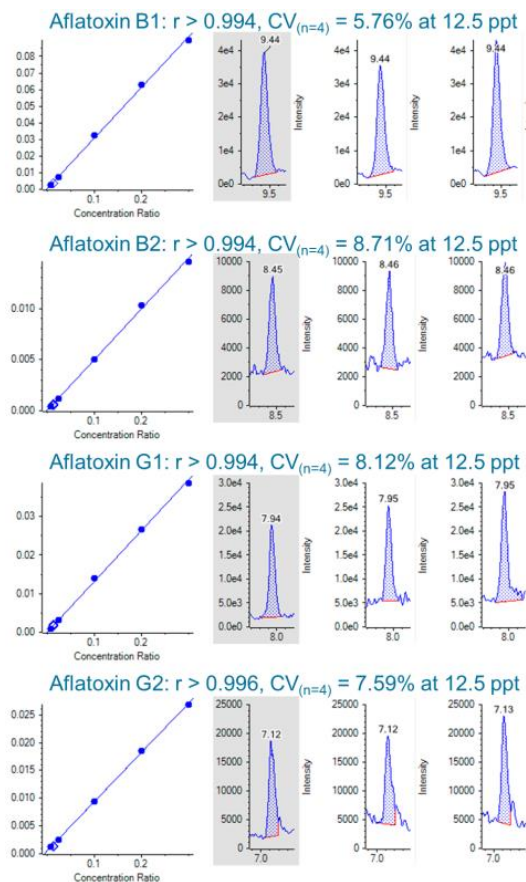 Aflatoxin B1: r > 0.994, CV(n=4) = 5.76% at 12.5 ppt
0.08
0.07
0.06
0.05
0.04
0.03
0.02
0.01
0.00
0.1 0.2
Concentration Ratio
9.44
4e4
3e4
2e4
1e4
0e0
9.5
Intensity
9.44
4e4
3e4
2e4
1e4
0e0
9.5
Intensity
9.44
4e4
3e4
2e4
1e4
0e0
9.5
Aflatoxin B2: r > 0.994, CV(n=4) = 8.71% at 12.5 ppt
0.010
0.005
0.000
0.1 0.2
Concentration Ratio
8.45
10000
8000
6000
4000
2000
0
8.5
Intensity
8.46
10000
8000
6000
4000
2000
0
8.5
Intensity
8.46
10000
8000
6000
4000
2000
0
8.5
Aflatoxin G1: r > 0.994, CV(n=4) = 8.12% at 12.5 ppt
0.03
0.02
0.01
0.00
0.1 0.2
Concentration Ratio
7.94
3.0e4
2.5e4
2.0e4
1.5e4
1.0e4
5.0e3
0.0e0
8.0
Intensity
7.95
3.0e4
2.5e4
2.0e4
1.5e4
1.0e4
5.0e3
0.0e0
8.0
Intensity
7.95
3.0e4
2.5e4
2.0e4
1.5e4
1.0e4
5.0e3
0.0e0
8.0
Aflatoxin G2: r > 0.996, CV(n=4) = 7.59% at 12.5 ppt
0.025
0.020
0.015
0.010
0.005
0.000
0.1 0.2
Concentration Ratio
7.12
25000
20000
15000
10000
5000
0
7.0
Intensity
7.12
25000
20000
15000
10000
5000
0
7.0
Intensity
7.13
25000
20000
15000
10000
5000
0
7.0